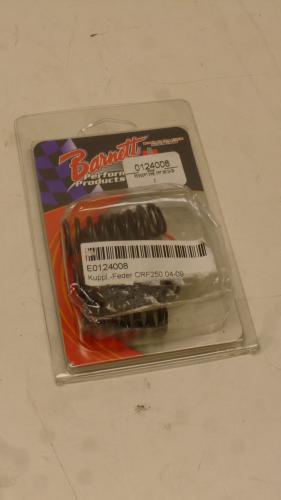 Barnett
Performance
Products
0124008
E0124008
Kuppl.-Feder CRF250 04-09